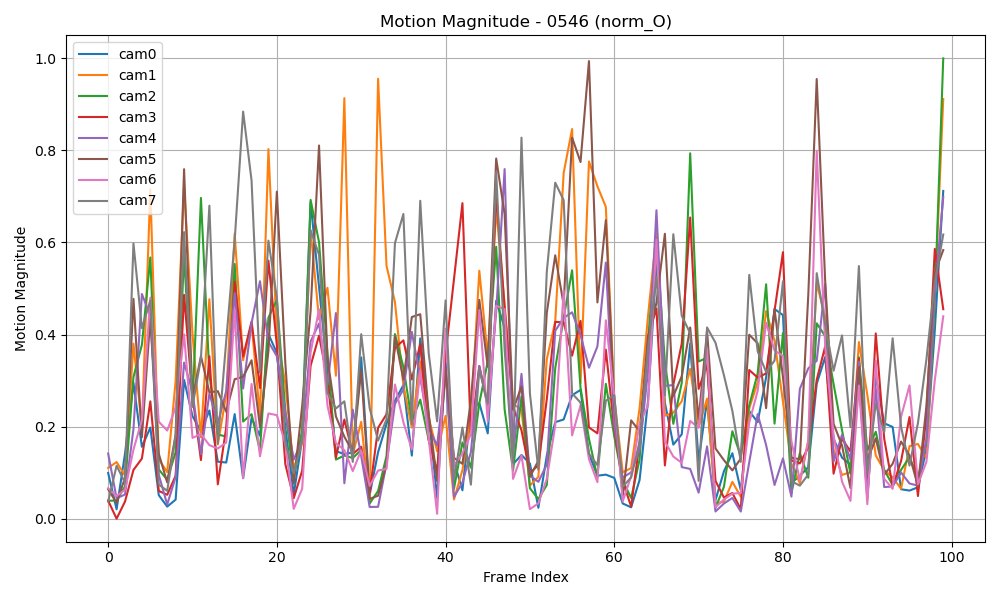 Motion Magnitude - 0546 (norm_O)
cam0
cam1
cam2
cam3
cam4
cam5
cam6
cam7
1.0
0.8
0.6
0.4
0.2
0.0
Motion Magnitude
0 20 40 60 80 100
Frame Index